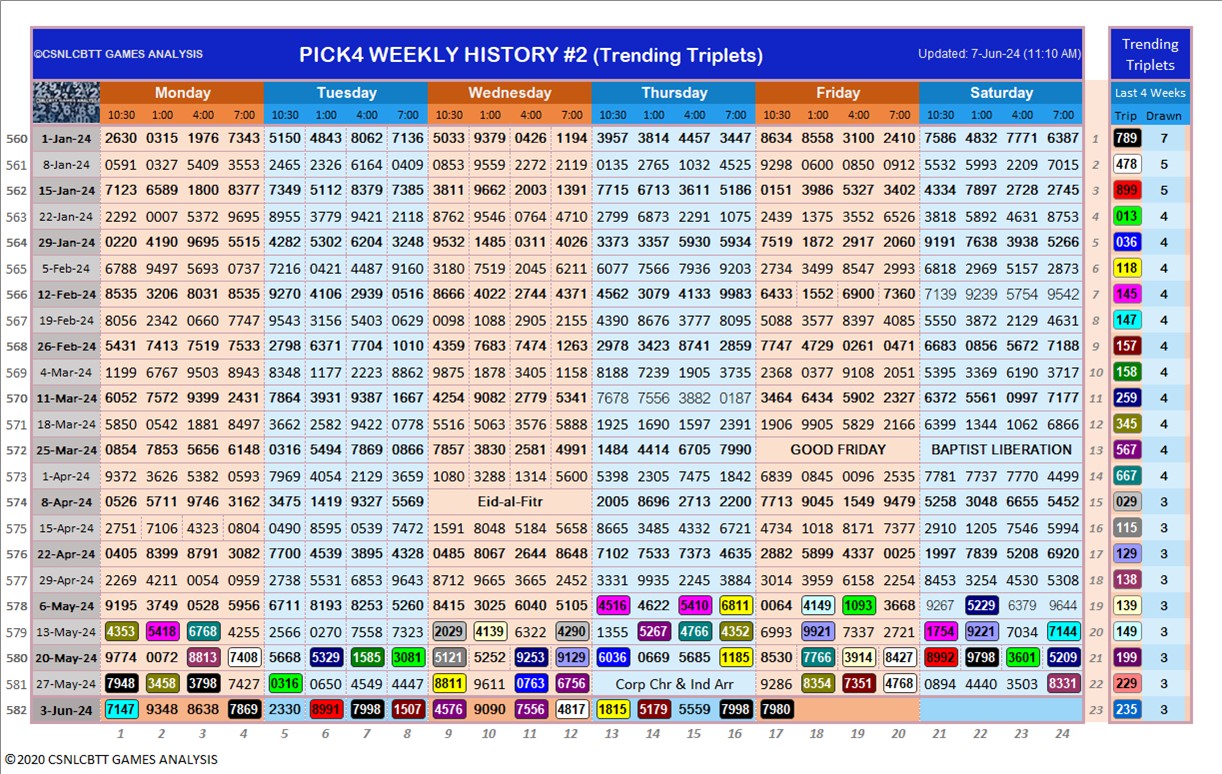 ©CSNLCBTT GAMES ANALYSIS PICK4 WEEKLY HISTORY #2 (Trending Triplets) Updated: 7-Jun-24 (11:10 AM) Trending
Triplets
Monday Tuesday Wednesday Thursday Friday Saturday Last 4 Weeks
10:30 1:00 4:00 7:00 10:30 1:00 4:00 7:00 10:30 1:00 4:00 7:00 10:30 1:00 4:00 7:00 10:30 1:00 4:00 7:00 10:30 1:00 4:00 7:00 Trip Drawn
560 1-Jan-24 2630 0315 1976 7343 5150 4843 8062 7136 5033 9379 0426 1194 3957 3814 4457 3447 8634 8558 3100 2410 7586 4832 7771 6387 1 789 7
561 8-Jan-24 0591 0327 5409 3553 2465 2326 6164 0409 3853 9559 2272 2119 0135 2765 1032 4525 9298 0600 0850 0912 5532 5993 2209 7015 2 478 5
562 15-Jan-24 7123 6589 1800 8377 7349 5112 8379 7385 3811 9662 2003 1391 7715 6713 3611 5186 0151 3986 5327 3402 4334 7897 2728 2745 3 899 5
563 22-Jan-24 2292 0007 5372 9695 8955 3779 9421 2118 8762 9546 0764 4710 2799 6873 2291 1075 2439 1375 3552 6526 3818 5892 4631 8753 4 013 4
564 29-Jan-24 0220 4190 9695 5515 4282 5302 6204 3248 9532 1485 0311 4026 3373 3357 5930 5934 7519 1872 2917 2060 9191 7638 3938 5266 5 036 4
565 5-Feb-24 6788 9497 5693 0737 7216 0421 4487 9160 3180 7519 2045 6211 6077 7566 7936 9203 2734 3499 8547 2993 6818 2969 5157 2873 6 118 4
566 12-Feb-24 8535 3206 8031 8535 9270 4106 2939 0516 8666 4022 2744 4371 4562 3079 4133 9983 6433 1552 6900 7360 7139 9239 5754 9542 7 145 4
567 19-Feb-24 8056 2342 0660 7747 9543 3156 5403 0629 9098 1088 2905 2155 4390 8676 3777 8095 5088 3577 8397 4085 5550 3872 2129 4631 8 147 4
568 26-Feb-24 5431 7413 7519 7533 2798 6371 7704 1010 4359 7683 7474 1263 2978 3423 8741 2859 7747 4729 0261 0471 6683 0856 5672 7188 9 157 4
569 4-Mar-24 1199 6767 9503 8943 8348 1177 2223 8862 9875 1878 3405 1158 8188 7239 1905 3735 2368 0377 9108 2051 5395 3369 6190 3717 10 158 4
570 11-Mar-24 6052 7572 9399 2431 7864 3931 9387 1667 4254 9082 2779 5341 7678 7556 3882 0187 3464 6434 5902 2327 6372 5561 0997 7177 11 259 4
571 18-Mar-24 5850 0542 1881 8497 3662 2582 9422 0778 5516 5063 3576 5888 1925 1690 1597 2391 1906 9905 5829 2166 6399 1344 1062 6866 12 345 4
572 25-Mar-24 0854 7853 5656 6148 0316 5494 7869 0866 7857 3830 2581 4991 1484 4414 6705 7990 GOOD FRIDAY BAPTIST LIBERATION 13 567 4
573 1-Apr-24 9372 3626 5382 0593 7969 4054 2129 3654 1080 3288 1314 5600 5398 2305 7475 1842 6839 0845 0096 2535 7781 7737 7770 4499 14 667 4
574 8-Apr-24 0526 5711 9746 3162 3475 1419 9327 5569 Eid-al-Fitr 2005 8696 2713 2200 7713 9045 1549 9479 5258 3048 6655 5452 15 029 3
575 15-Apr-24 2751 7106 4323 0804 0490 8595 0539 7472 1591 8048 5184 5658 8665 3485 4332 6721 4734 1018 8171 7377 2910 1205 7546 5994 16 115 3
576 22-Apr-24 0405 8399 8791 3082 7700 4539 3895 4328 0485 8067 2644 8648 7102 7533 7373 4635 2882 5899 4337 0025 1997 7839 5208 6920 17 129 3
577 29-Apr-24 2269 4211 0054 0959 2738 5531 6853 9643 8712 9665 3665 2452 3331 9935 2245 3884 3014 3959 6158 2254 8453 3254 4530 5308 18 138 3
578 6-May-24 9195 3749 0528 5956 6711 8193 8253 5260 8415 3025 6040 5105 4516 4622 5410 6811 0064 4149 1093 3668 9267 5229 6379 9644 19 139 3
579 13-May-24 4353 5418 6768 4255 2566 0270 7558 7323 2029 4139 6322 4290 1355 5267 4766 4352 6993 9921 7337 2721 1754 9221 7034 7144 20 149 3
580 20-May-24 9774 0072 8813 7408 5668 5329 1585 3081 5121 5252 9253 9129 6036 0669 5685 1185 8530 7766 3914 8427 8992 9798 3601 5209 21 199 3
581 27-May-24 7948 3458 3798 7427 0316 0650 4549 4447 8811 9611 0763 6756 Corp Chr & Ind Arr 9286 8354 7351 4768 0894 4440 3503 8331 22 229 3
582 3-Jun-24 7147 9348 8638 7869 2330 8991 7998 1507 4576 9090 7556 4817 1815 5179 5559 7998 7980 23 235 3
1 2 3 4 5 6 7 8 9 10 11 12 13 14 15 16 17 18 19 20 21 22 23 24
©2020 CSNLCBTT GAMES ANALYSIS